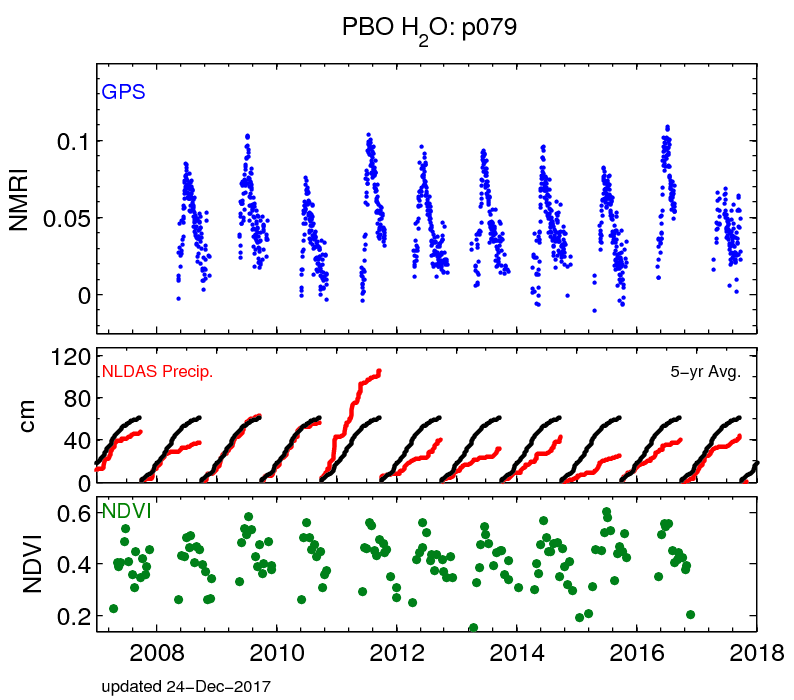 PBO H2O: p079
GPS
NMRI
0.1
0.05
0
NLDAS Precip.
5-yr Avg.
cm
120
80
40
0
NDVI
NDVI
0.6
0.4
0.2
2008 2010 2012 2014 2016 2018
updated 24-Dec-2017